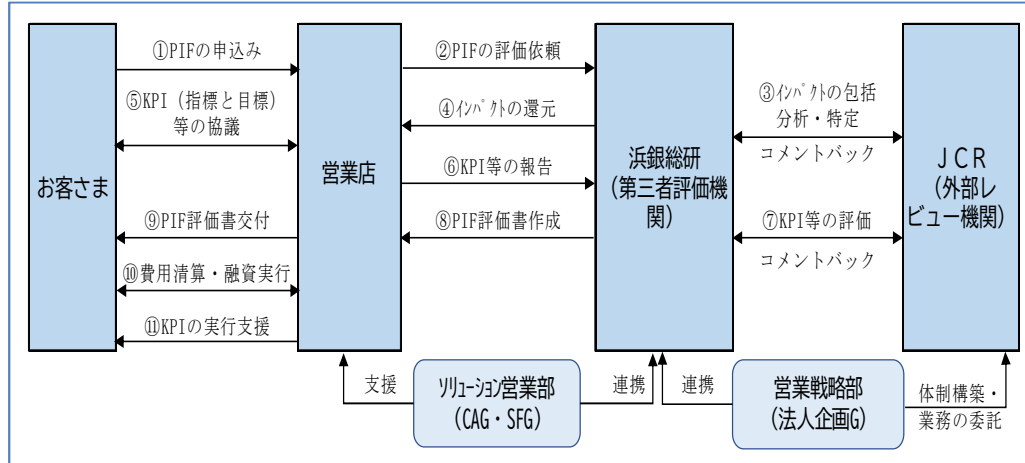 ①PIFの申込み
⑤KPI（指標と目標）
等の協議
お客さま
⑨PIF評価書交付
⑩費用清算・融資実行
⑪KPIの実行支援
営業店
②PIFの評価依頼
④ｲﾝﾊﾟｸﾄの還元
⑥KPI等の報告
⑧PIF評価書作成
浜銀総研
（第三者評価機
関）
③ｲﾝﾊﾟｸﾄの包括
分析・特定
コメントバック
⑦KPI等の評価
コメントバック
ＪＣＲ
（外部レ
ビュー機関）
支援
ｿﾘｭｰｼｮﾝ営業部
（CAG・SFG）
連携
連携
営業戦略部
（法人企画G）
体制構築・
業務の委託